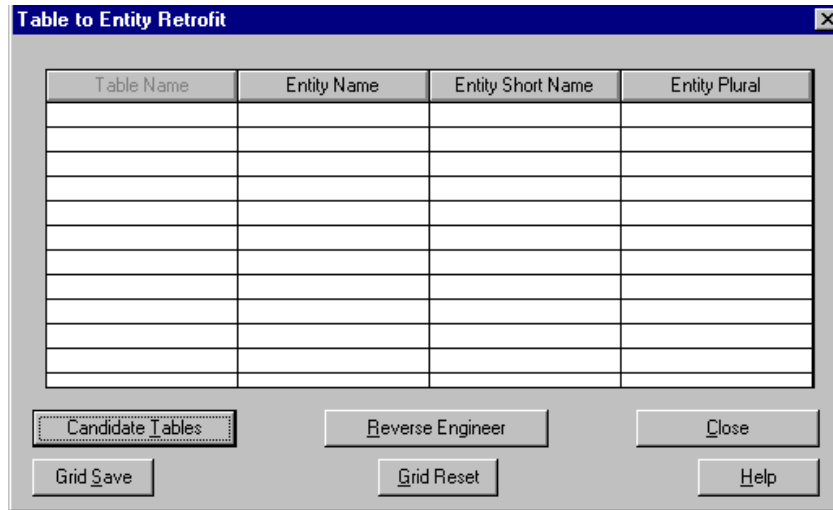 Table to Entity Retrofit
Table Name Entity Name Entity Short Name Entity Plural
Candidate Tables Reverse Engineer Close
Grid Save Grid Reset Help